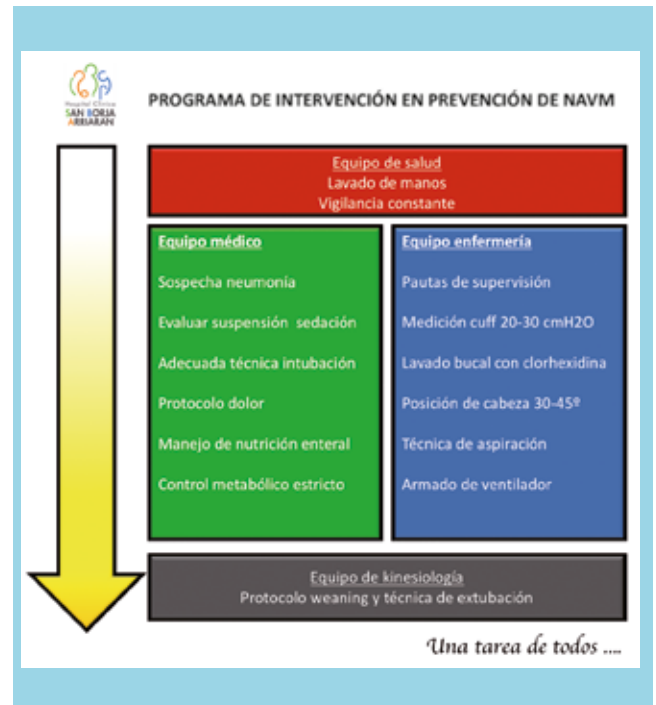 Hospital Clínico
SAN BORJA
ARRIARAN
PROGRAMA DE INTERVENCIÓN EN PREVENCIÓN DE NAVM
Equipo de salud
Lavado de manos
Vigilancia constante
Equipo médico
Sospecha neumonía
Evaluar suspensión sedación
Adecuada técnica intubación
Protocolo dolor
Manejo de nutrición enteral
Control metabólico estricto
Equipo enfermería
Pautas de supervisión
Medición cuff 20-30 cmH2O
Lavado bucal con clorhexidina
Posición de cabeza 30-45º
Técnica de aspiración
Armado de ventilador
Equipo de kinesiología
Protocolo weaning y técnica de extubación
Una tarea de todos ....